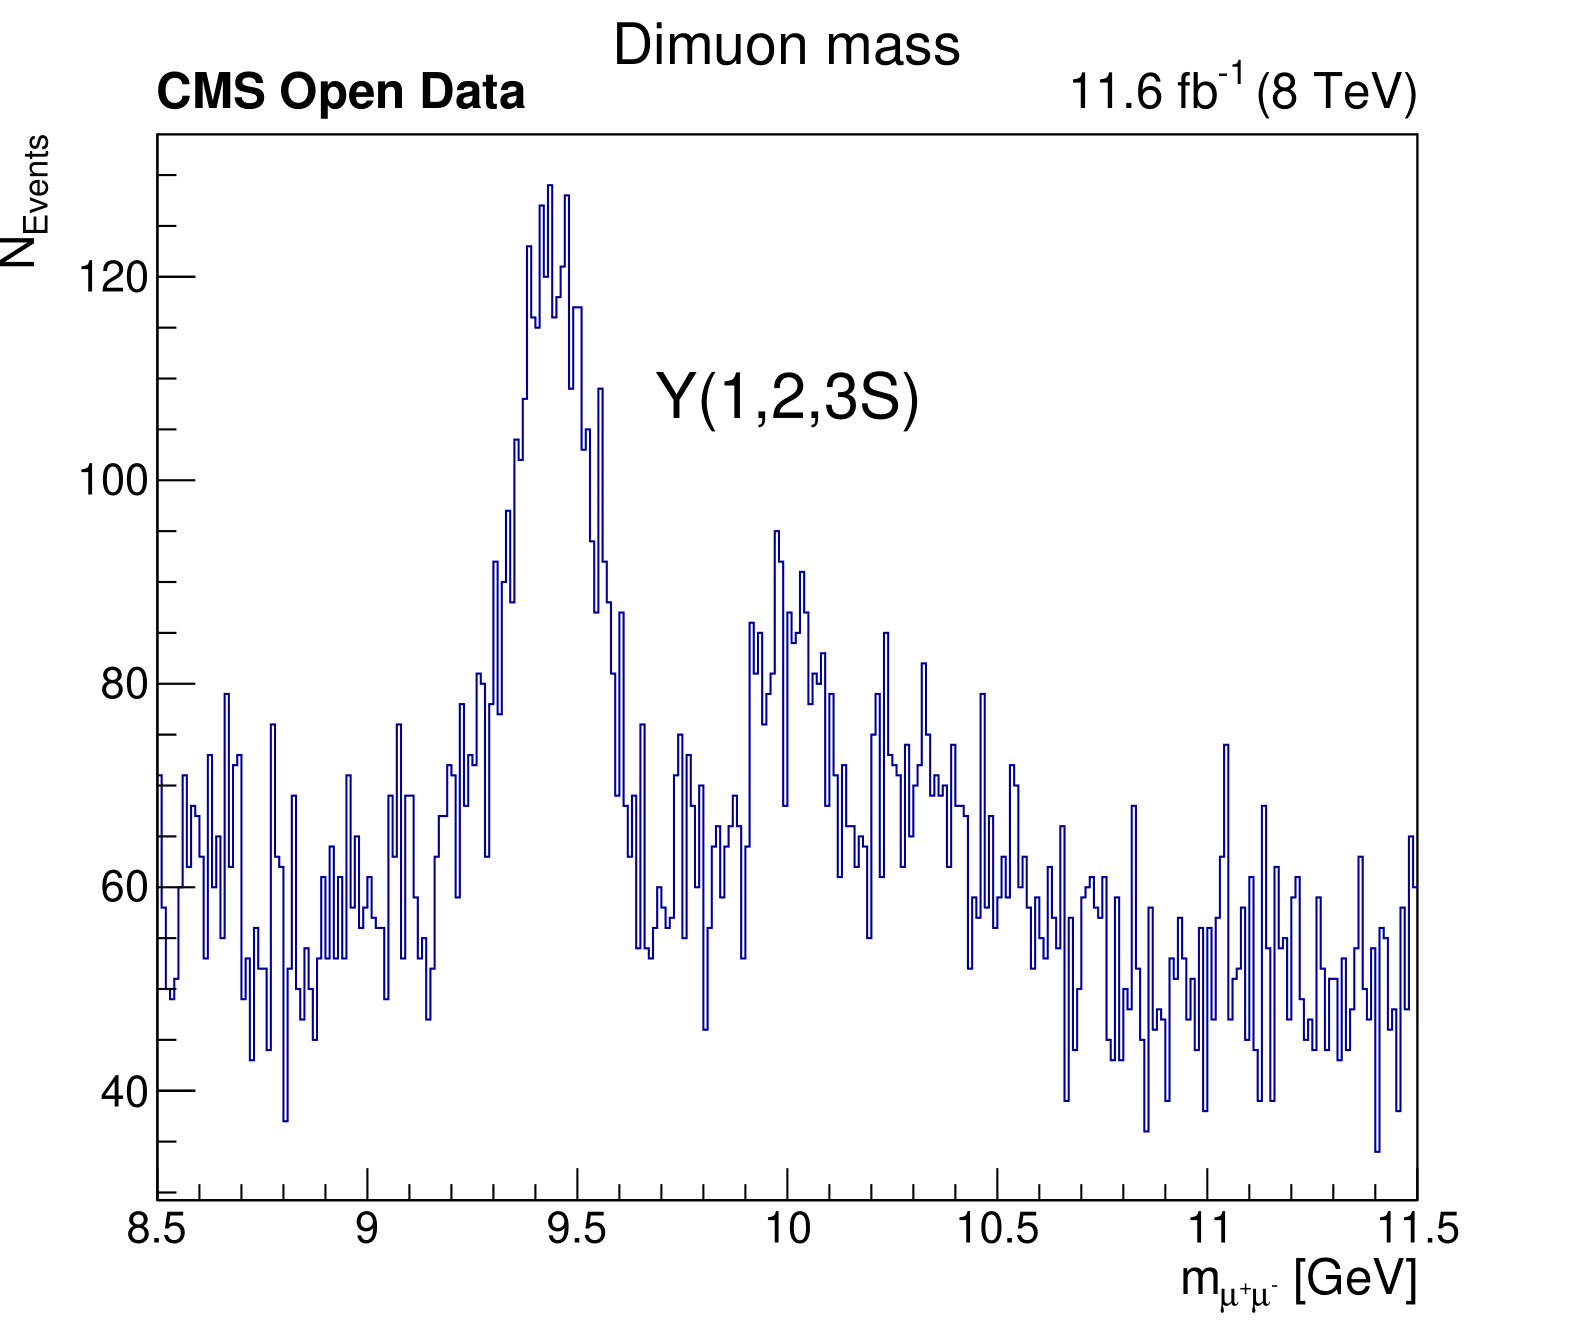 Dimuon mass
CMS Open Data
11.6 fb-1 (8 TeV)
NEvents
120
100
80
60
40
Y(1,2,3S)
8.5 9 9.5 10 10.5 11 11.5
mμ+μ- [GeV]